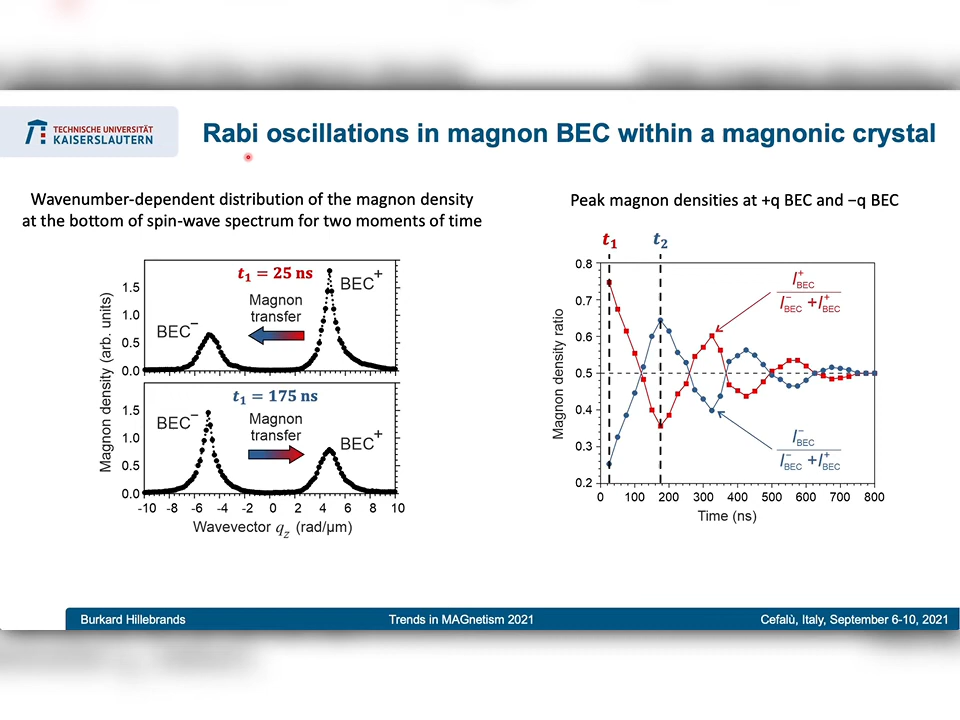 TECHNISCHE UNIVERSITÄT
KAISERSLAUTERN
Rabi oscillations in magnon BEC within a magnonic crystal
Wavenumber-dependent distribution of the magnon density
at the bottom of spin-wave spectrum for two moments of time
Magnon density (arb. units)
1.5
1.0
0.5
0.0
t₁ = 25 ns
Magnon
transfer
BEC⁻
BEC⁺
1.5
1.0
0.5
0.0
t₁ = 175 ns
Magnon
transfer
BEC⁻
BEC⁺
-10 -8 -6 -4 -2 0 2 4 6 8 10
Wavevector q_z (rad/μm)
Peak magnon densities at +q BEC and −q BEC
t₁ t₂
Magnon density ratio
0.8
0.7
0.6
0.5
0.4
0.3
0.2
I⁺BEC
I⁻BEC +I⁺BEC
I⁻BEC
I⁻BEC +I⁺BEC
0 100 200 300 400 500 600 700 800
Time (ns)
Burkard Hillebrands
Trends in MAGnetism 2021
Cefalù, Italy, September 6-10, 2021